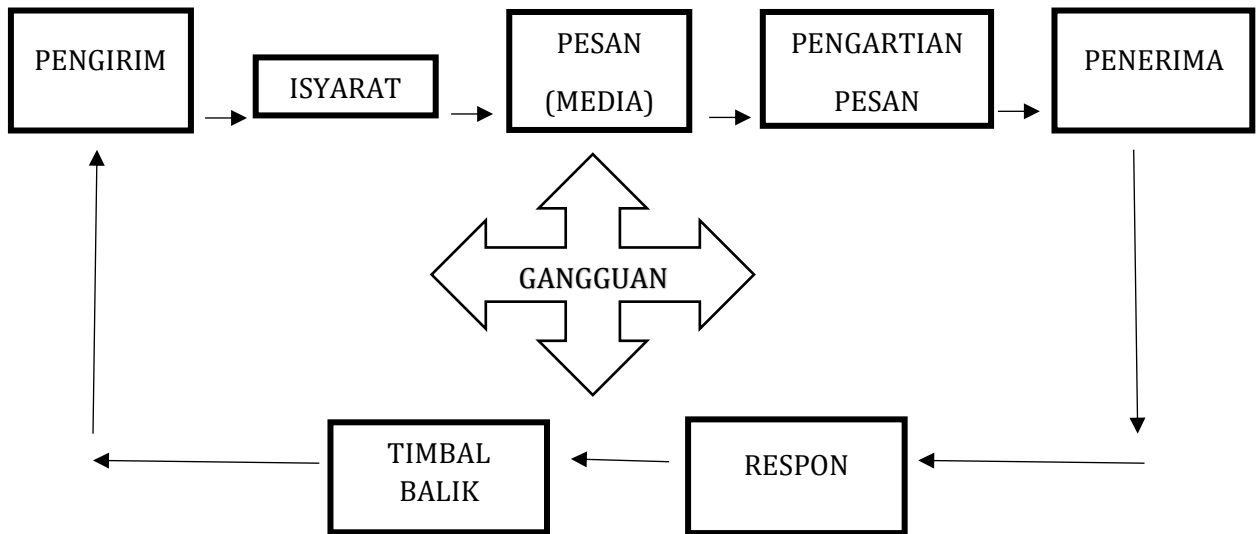 PENGIRIM
ISYARAT
PESAN
(MEDIA)
PENGARTIAN
PESAN
PENERIMA
GANGGUAN
TIMBAL
BALIK
RESPON